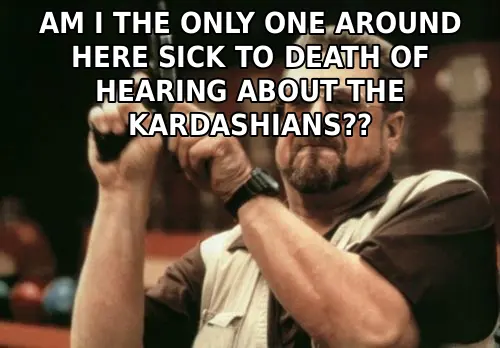 AM I THE ONLY ONE AROUND
HERE SICK TO DEATH OF
HEARING ABOUT THE
KARDASHIANS??